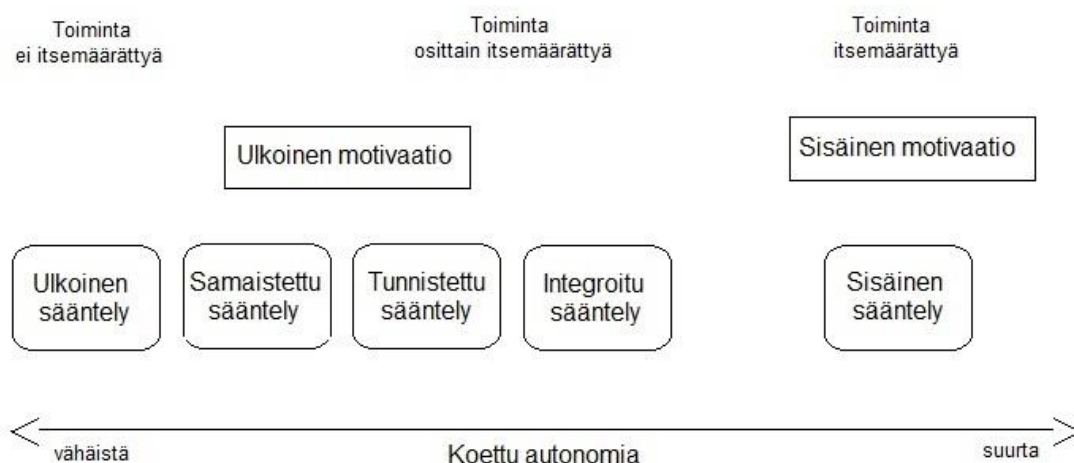 Toiminta
ei itsemäärättyä
Toiminta
osittain itsemäärättyä
Toiminta
itsemäärättyä
Ulkoinen motivaatio
Sisäinen motivaatio
Ulkoinen
sääntely
Samaistettu
sääntely
Tunnistettu
sääntely
Integroitu
sääntely
Sisäinen
sääntely
vähäistä
Koettu autonomia
suurta